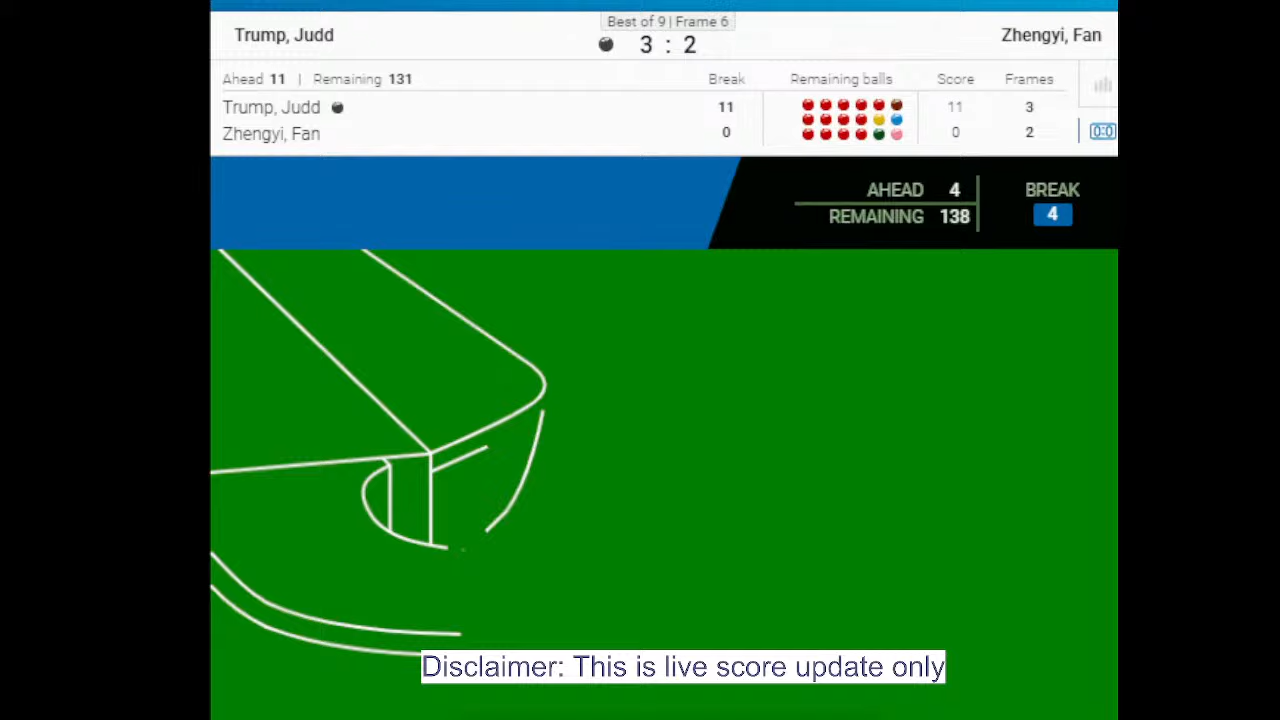 Best of 9 | Frame 6
Trump, Judd 3 : 2 Zhengyi, Fan
Ahead 11 | Remaining 131 Break Remaining balls Score Frames
Trump, Judd 11 11 3
Zhengyi, Fan 0 0 2
0:0
AHEAD 4 BREAK
REMAINING 138 4
Disclaimer: This is live score update only